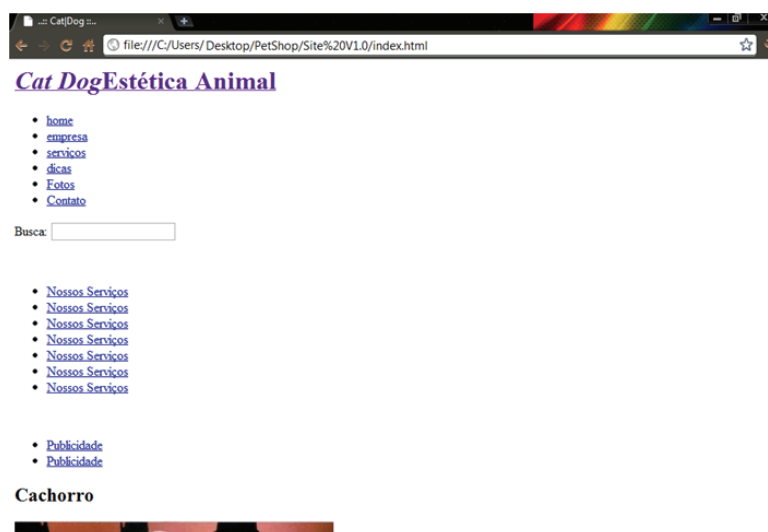 ..:: Cat|Dog ::..
file:///C:/Users/ Desktop/PetShop/Site%20V1.0/index.html
Cat DogEstética Animal
home
empresa
serviços
dicas
Fotos
Contato
Busca:
Nossos Serviços
Nossos Serviços
Nossos Serviços
Nossos Serviços
Nossos Serviços
Nossos Serviços
Nossos Serviços
Publicidade
Publicidade
Cachorro